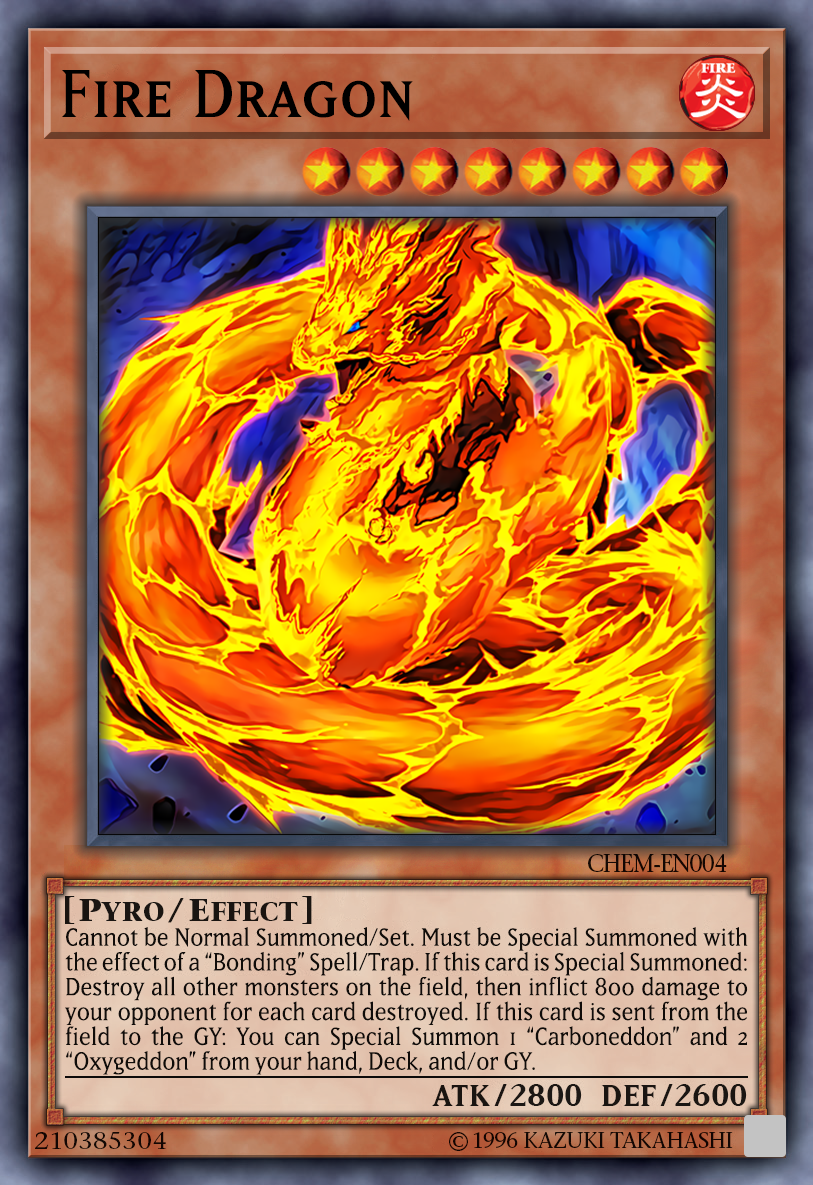 Fire Dragon
FIRE
炎
CHEM-EN004
[Pyro/Effect]
Cannot be Normal Summoned/Set. Must be Special Summoned with
the effect of a “Bonding” Spell/Trap. If this card is Special Summoned:
Destroy all other monsters on the field, then inflict 800 damage to
your opponent for each card destroyed. If this card is sent from the
field to the GY: You can Special Summon 1 “Carboneddon” and 2
“Oxygeddon” from your hand, Deck, and/or GY.
ATK/2800 DEF/2600
210385304
© 1996 KAZUKI TAKAHASHI